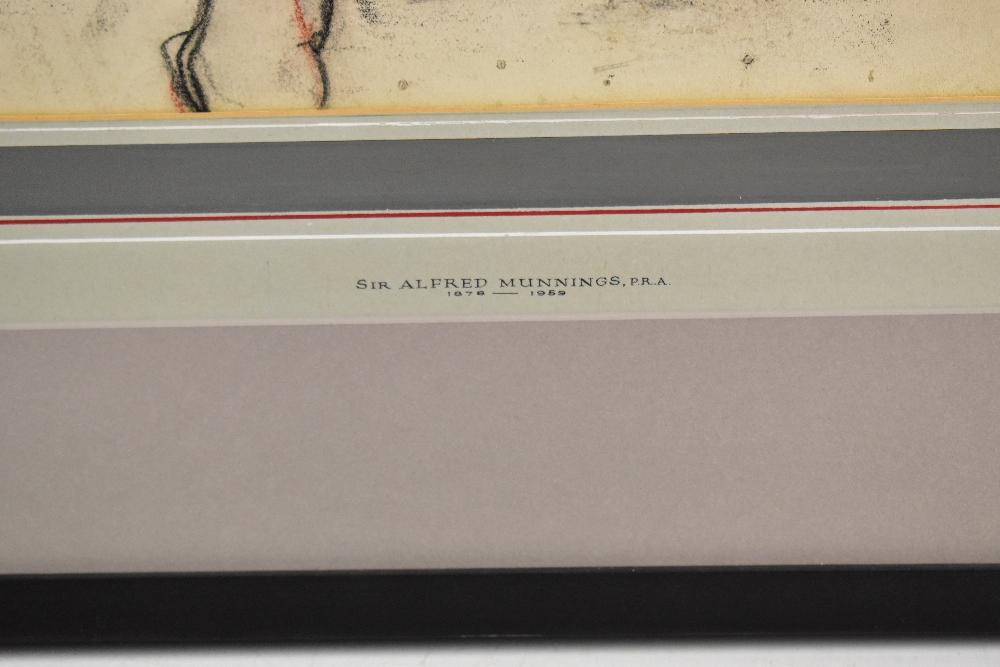 SIR ALFRED MUNNINGS, P.R.A.
1878 — 1959